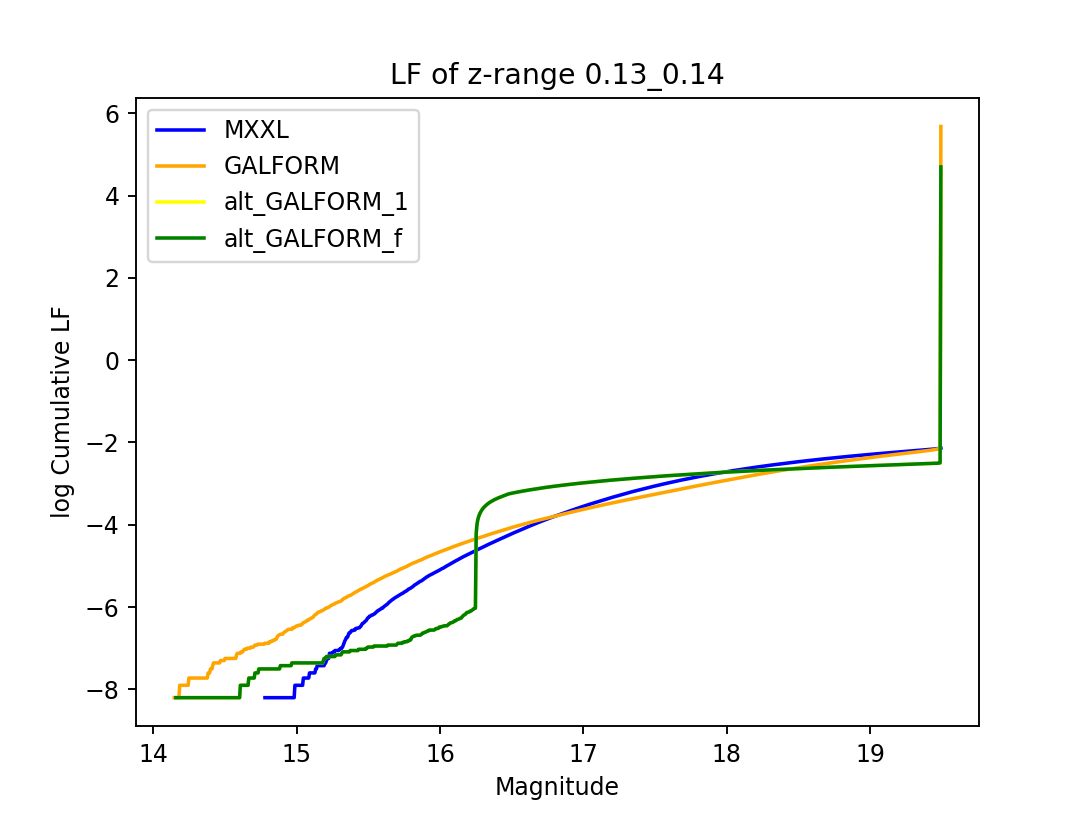 LF of z-range 0.13_0.14
MXXL
GALFORM
alt_GALFORM_1
alt_GALFORM_f
log Cumulative LF
6
4
2
0
−2
−4
−6
−8
14 15 16 17 18 19
Magnitude